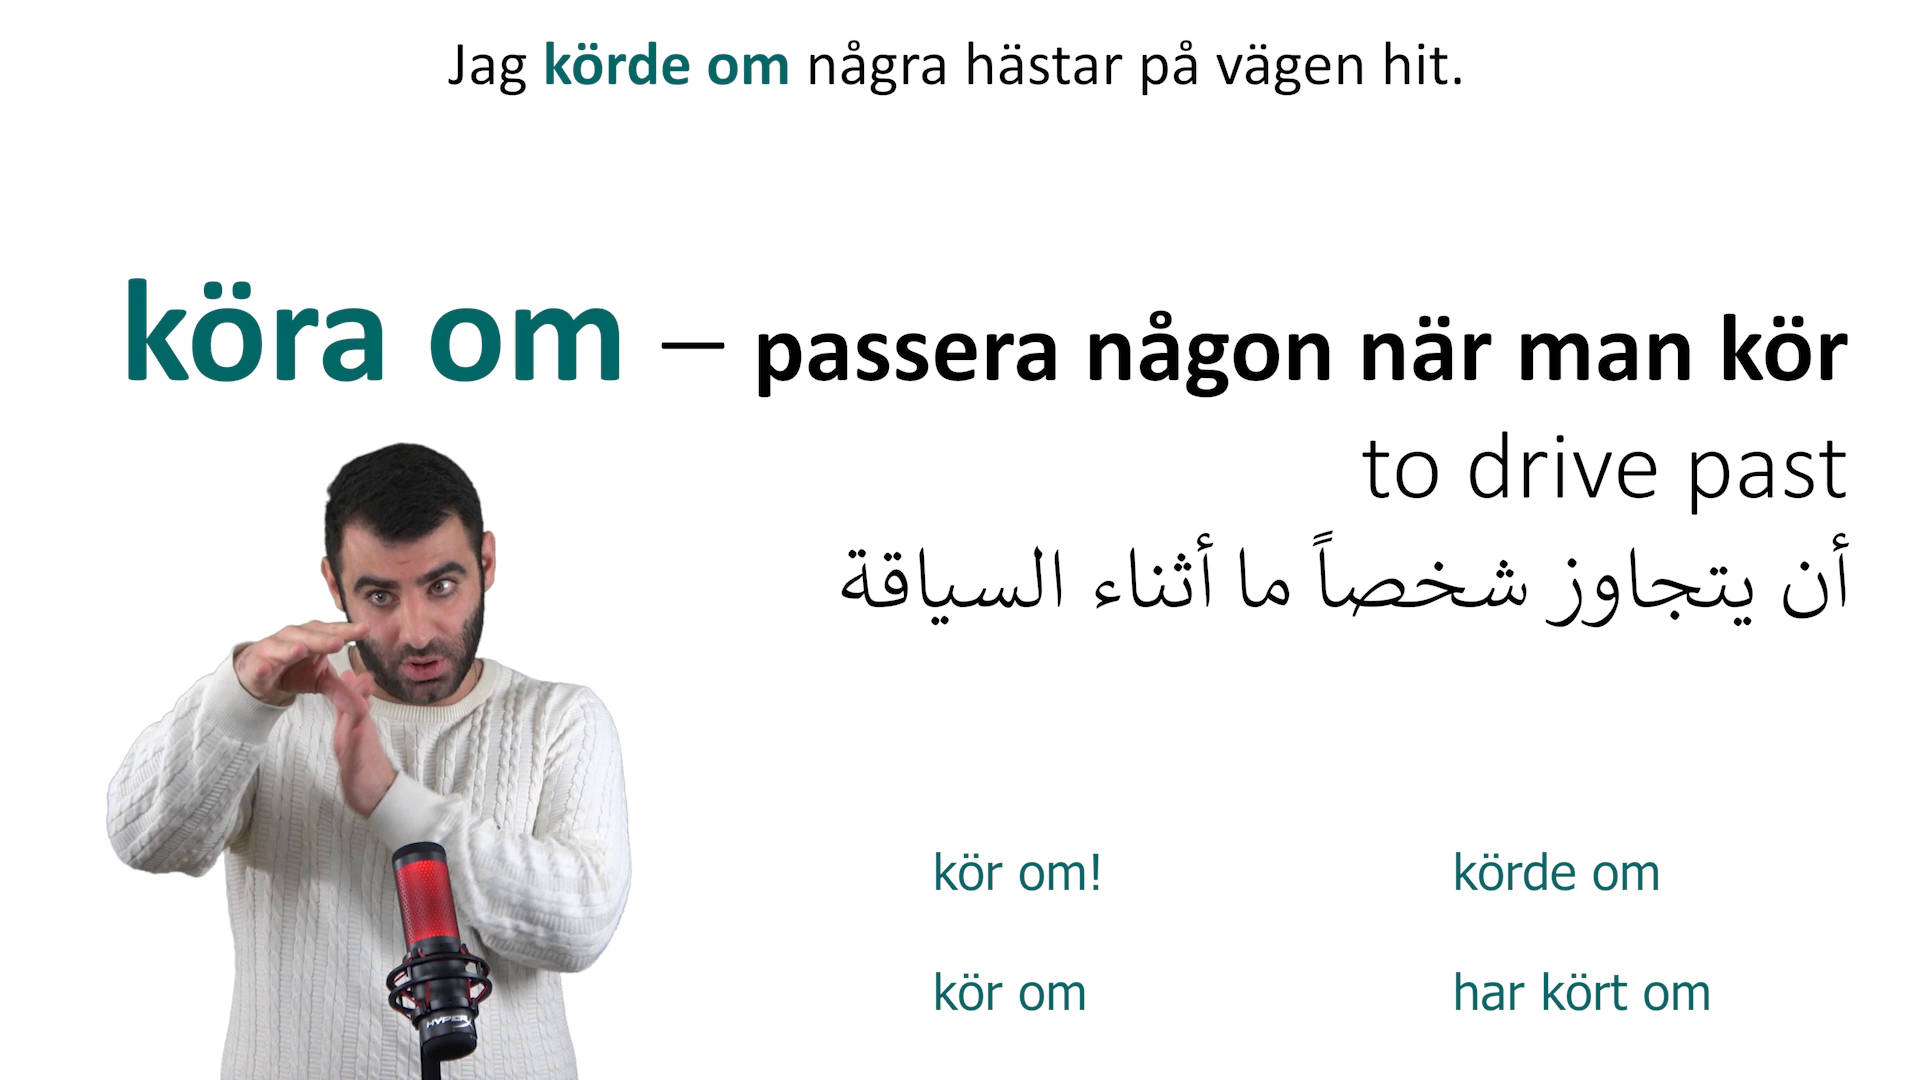 Jag körde om några hästar på vägen hit.
köra om – passera någon när man kör
to drive past
أن يتجاوز شخصاً ما أثناء السياقة
kör om! körde om
kör om har kört om
HYPERX